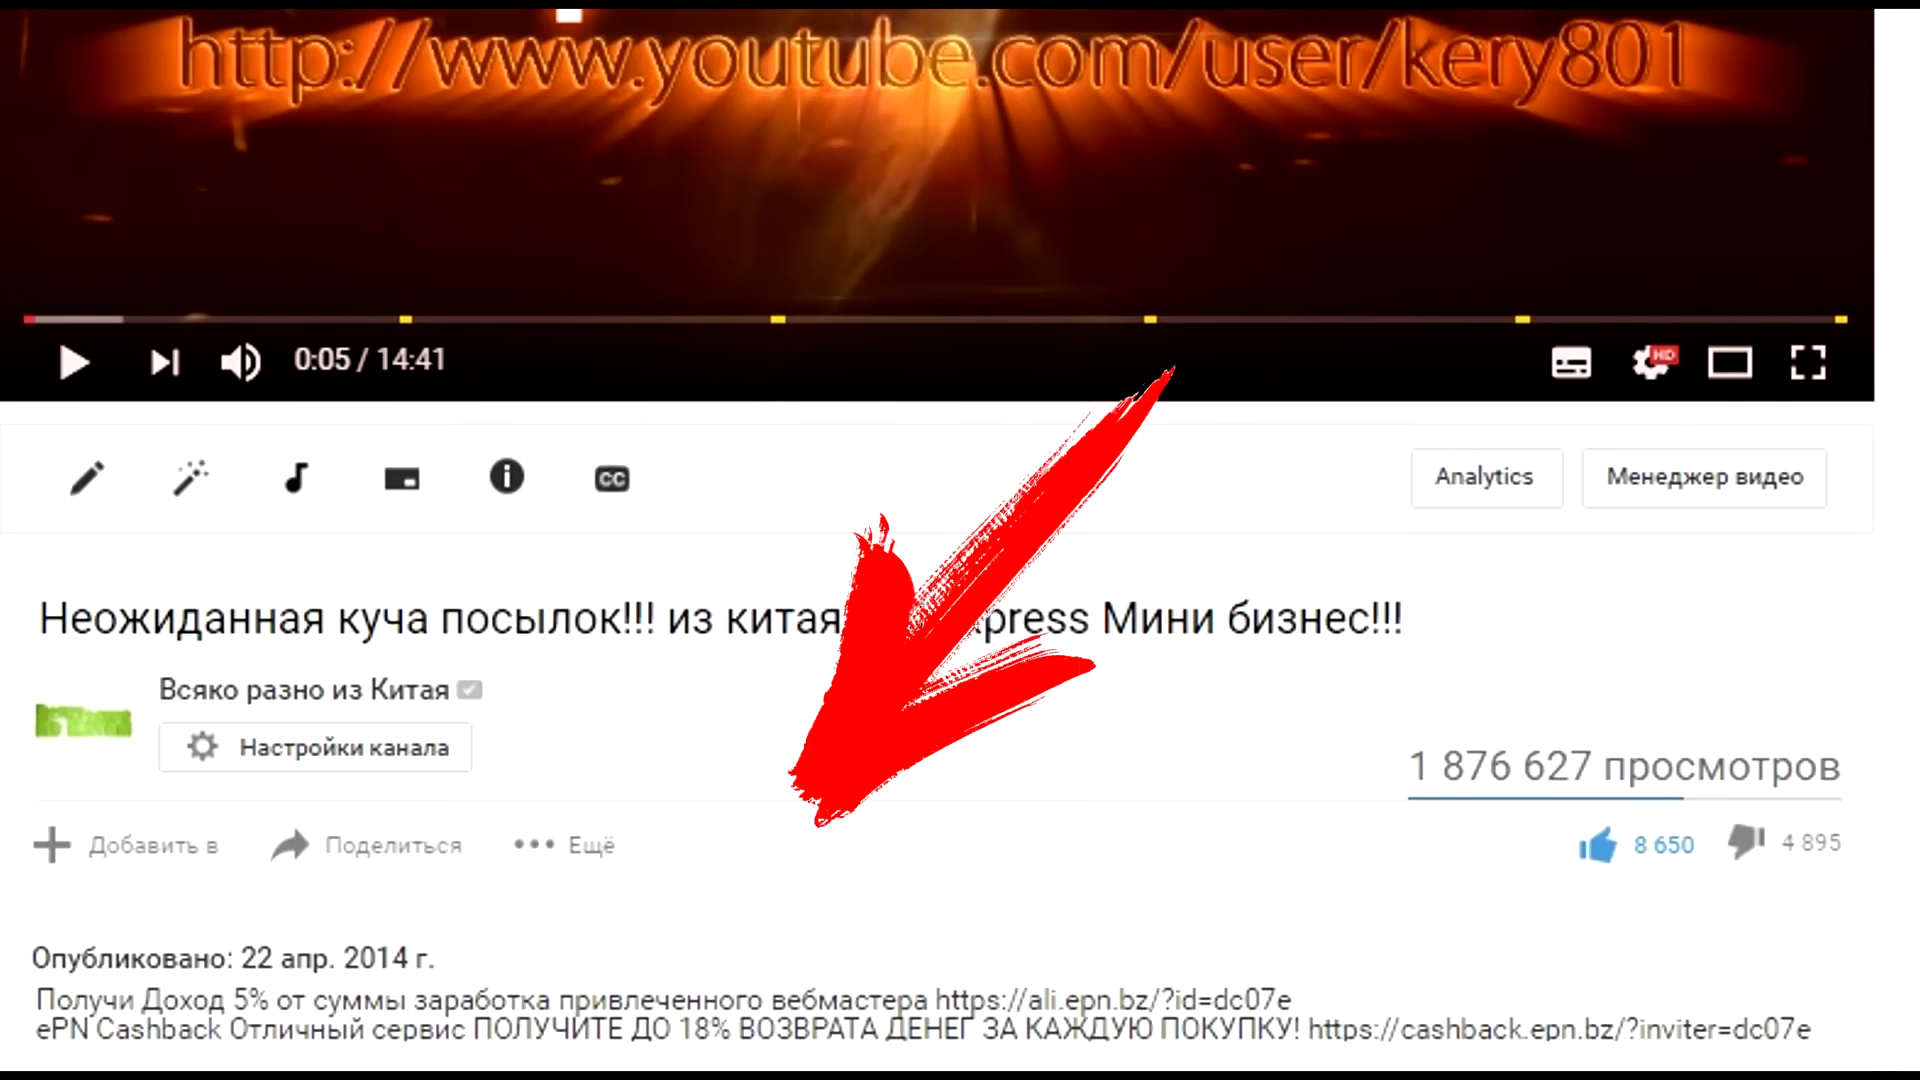 http://www.youtube.com/user/kery801
0:05 / 14:41
HD
CC
Analytics
Менеджер видео
Неожиданная куча посылок!!! из китая press Мини бизнес!!!
Всяко разно из Китая
Настройки канала
1 876 627 просмотров
Добавить в
Поделиться
Ещё
8 650
4 895
Опубликовано: 22 апр. 2014 г.
Получи Доход 5% от суммы заработка привлеченного вебмастера https://ali.epn.bz/?id=dc07e
ePN Cashback Отличный сервис ПОЛУЧИТЕ ДО 18% ВОЗВРАТА ДЕНЕГ ЗА КАЖДУЮ ПОКУПКУ! https://cashback.epn.bz/?inviter=dc07e